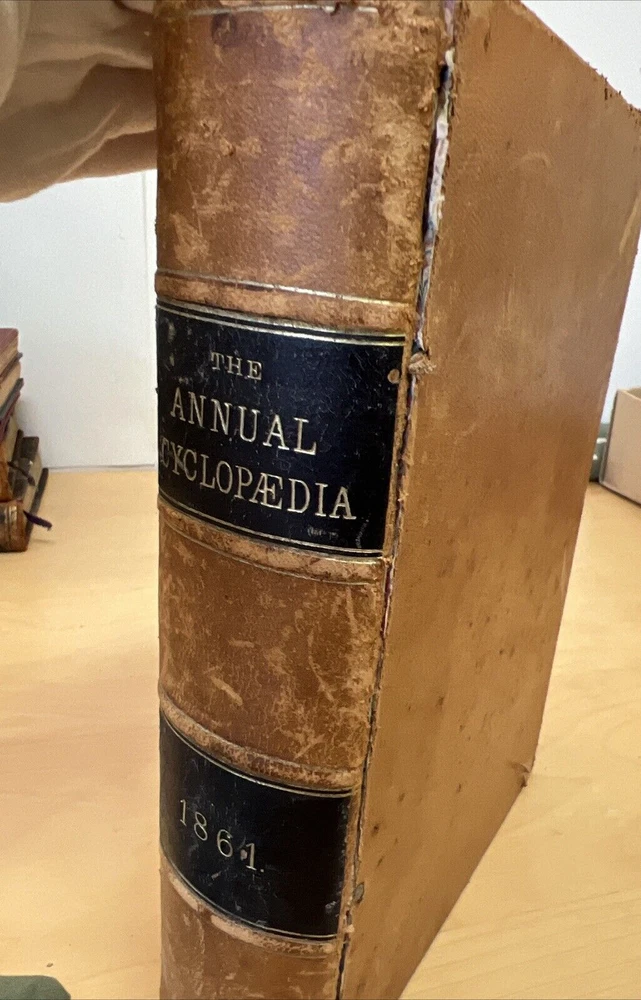 THE
ANNUAL
CYCLOPÆDIA
1861.